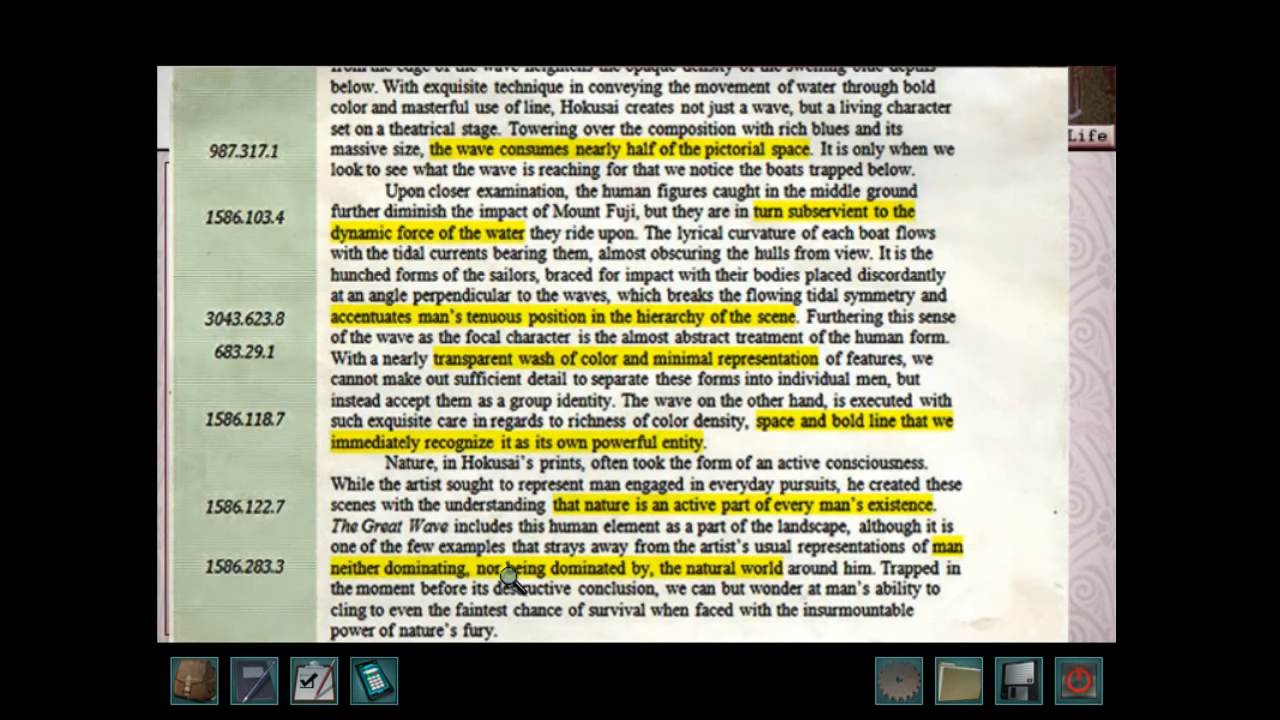 from the edge of the wave heightens the opaque density of the swelling blue depths
below. With exquisite technique in conveying the movement of water through bold
color and masterful use of line, Hokusai creates not just a wave, but a living character
set on a theatrical stage. Towering over the composition with rich blues and its
987.317.1 massive size, the wave consumes nearly half of the pictorial space. It is only when we
look to see what the wave is reaching for that we notice the boats trapped below.
Upon closer examination, the human figures caught in the middle ground
1586.103.4 further diminish the impact of Mount Fuji, but they are in turn subservient to the
dynamic force of the water they ride upon. The lyrical curvature of each boat flows
with the tidal currents bearing them, almost obscuring the hulls from view. It is the
hunched forms of the sailors, braced for impact with their bodies placed discordantly
at an angle perpendicular to the waves, which breaks the flowing tidal symmetry and
3043.623.8 accentuates man's tenuous position in the hierarchy of the scene. Furthering this sense
of the wave as the focal character is the almost abstract treatment of the human form.
683.29.1 With a nearly transparent wash of color and minimal representation of features, we
cannot make out sufficient detail to separate these forms into individual men, but
instead accept them as a group identity. The wave on the other hand, is executed with
1586.118.7 such exquisite care in regards to richness of color density, space and bold line that we
immediately recognize it as its own powerful entity.
Nature, in Hokusai's prints, often took the form of an active consciousness.
While the artist sought to represent man engaged in everyday pursuits, he created these
1586.122.7 scenes with the understanding that nature is an active part of every man's existence.
The Great Wave includes this human element as a part of the landscape, although it is
one of the few examples that strays away from the artist's usual representations of man
1586.283.3 neither dominating, nor being dominated by, the natural world around him. Trapped in
the moment before its destructive conclusion, we can but wonder at man's ability to
cling to even the faintest chance of survival when faced with the insurmountable
power of nature's fury.
Life